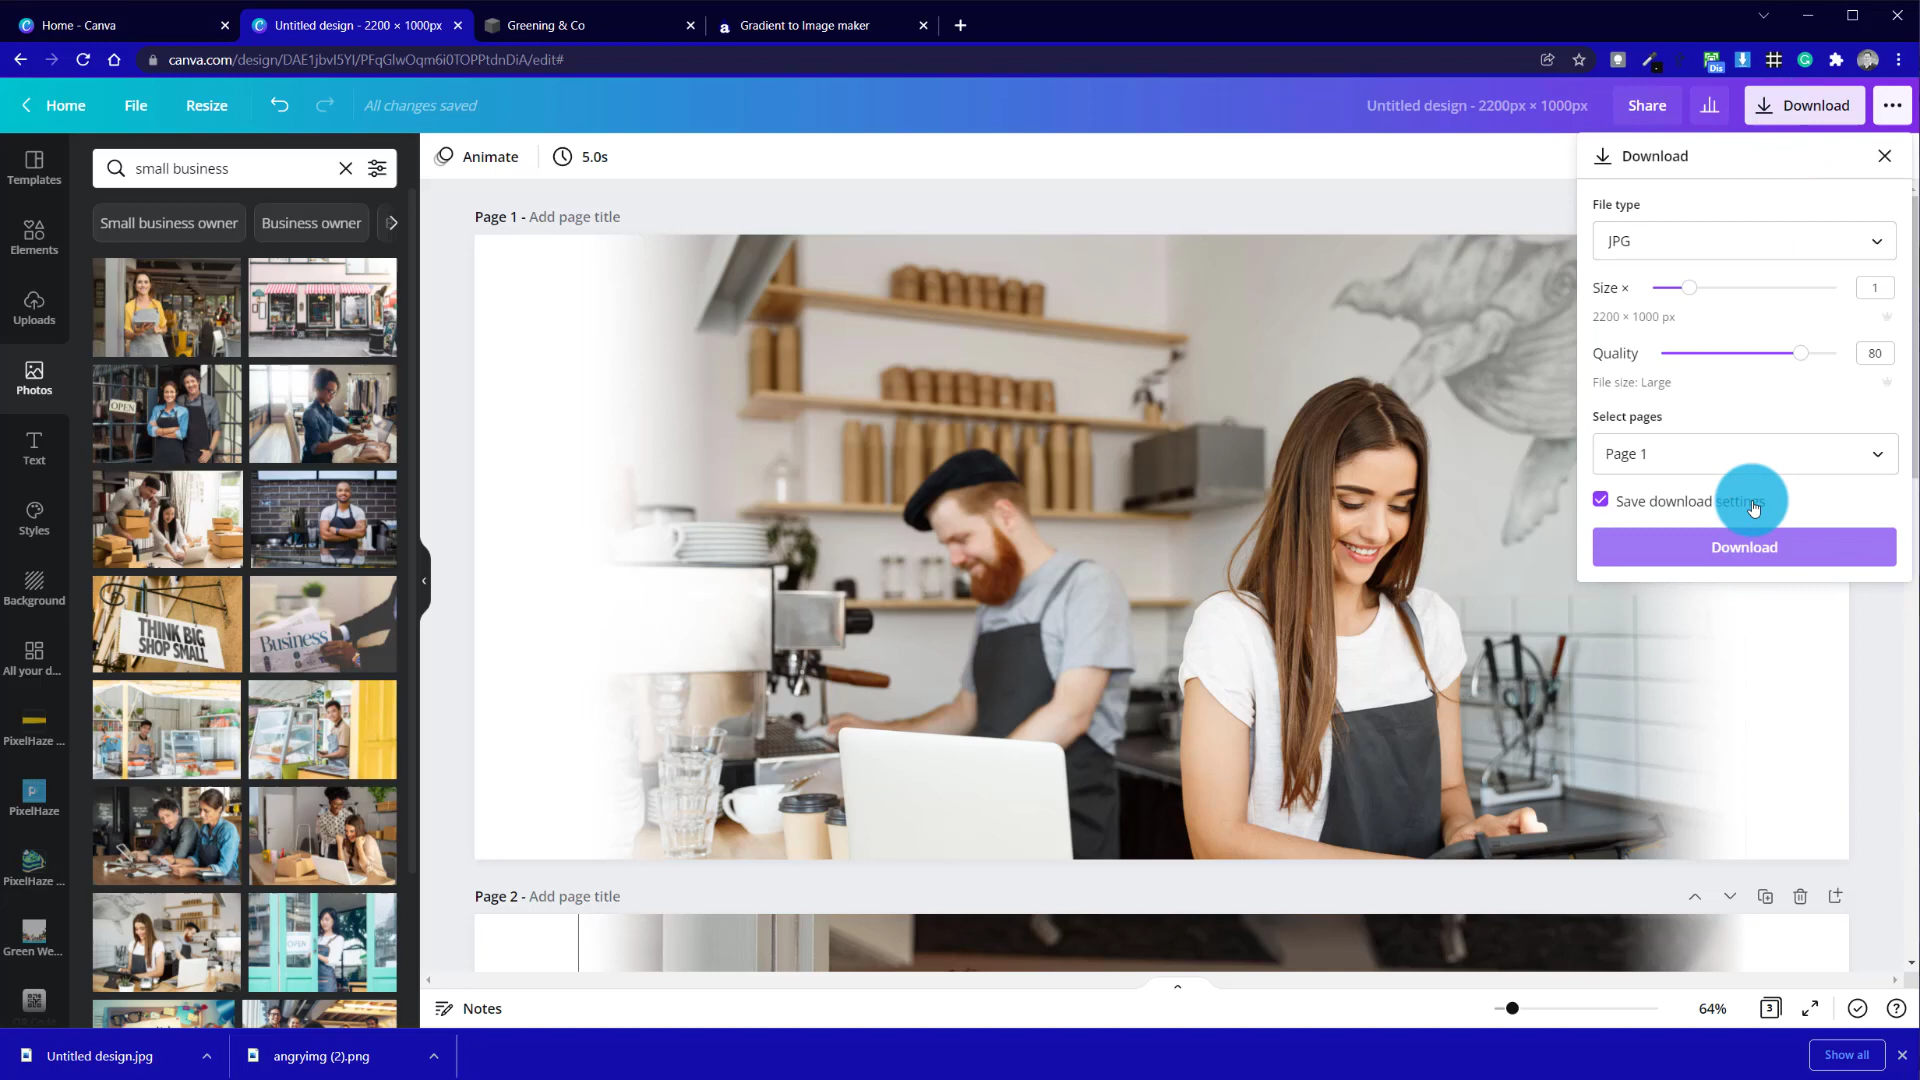 Home - Canva
Untitled design - 2200 × 1000px
Greening & Co
Gradient to Image maker
canva.com/design/DAE1jbvI5YI/PFqGlwOqm6i0TOPPtdnDiA/edit#
Dis
Home
File
Resize
All changes saved
Untitled design - 2200px × 1000px
Share
Download
small business
Animate
5.0s
Small business owner
Business owner
Templates
Elements
Uploads
Photos
Text
Styles
Background
All your d...
PixelHaze ...
PixelHaze
PixelHaze ...
Green We...
OPEN
THINK BIG
SHOP SMALL
Business
OPEN
Page 1 - Add page title
Page 2 - Add page title
Download
File type
JPG
Size ×
1
2200 × 1000 px
Quality
80
File size: Large
Select pages
Page 1
Save download settings
Download
Notes
64%
3
Untitled design.jpg
angryimg (2).png
Show all